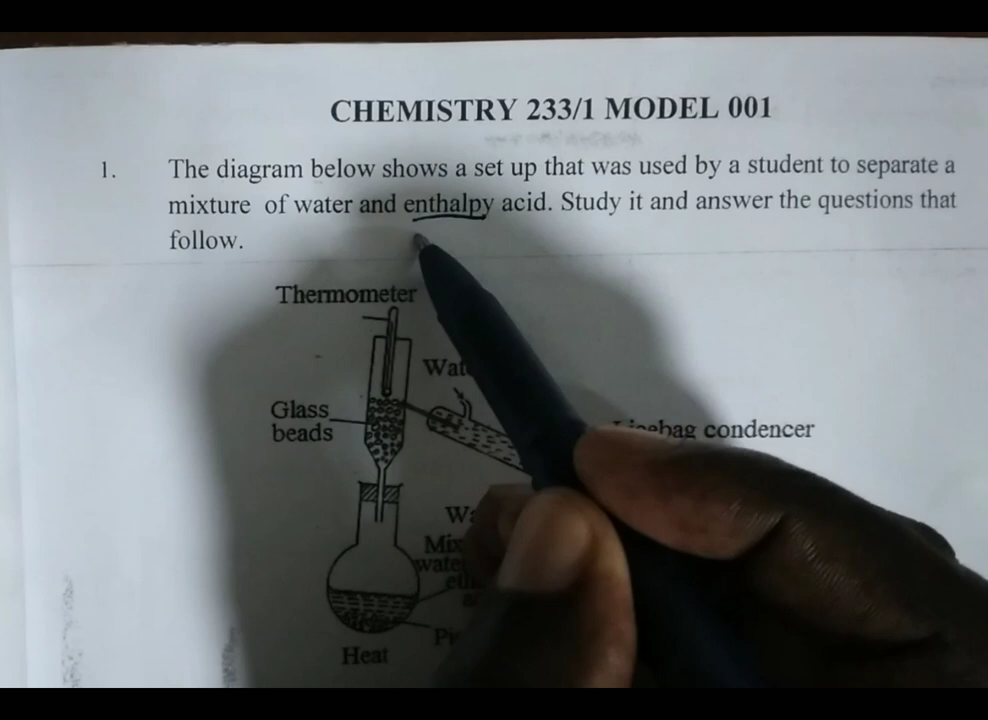 CHEMISTRY 233/1 MODEL 001
1. The diagram below shows a set up that was used by a student to separate a
mixture of water and enthalpy acid. Study it and answer the questions that
follow.
Thermometer
Glass
beads
condencer
Heat